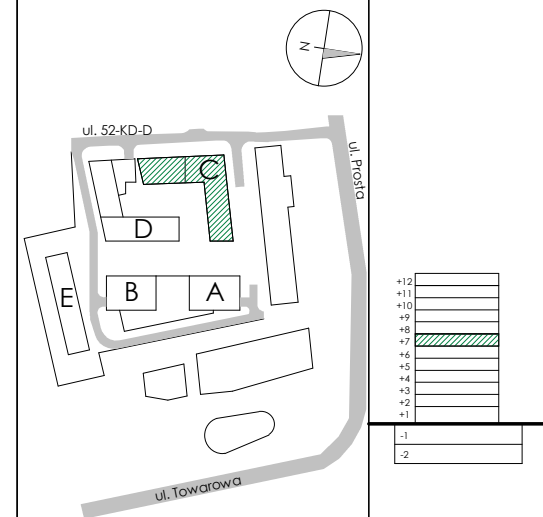 N
ul. 52-KD-D
ul. Prosta
C
D
B
A
E
ul. Towarowa
+12
+11
+10
+9
+8
+7
+6
+5
+4
+3
+2
+1
-1
-2